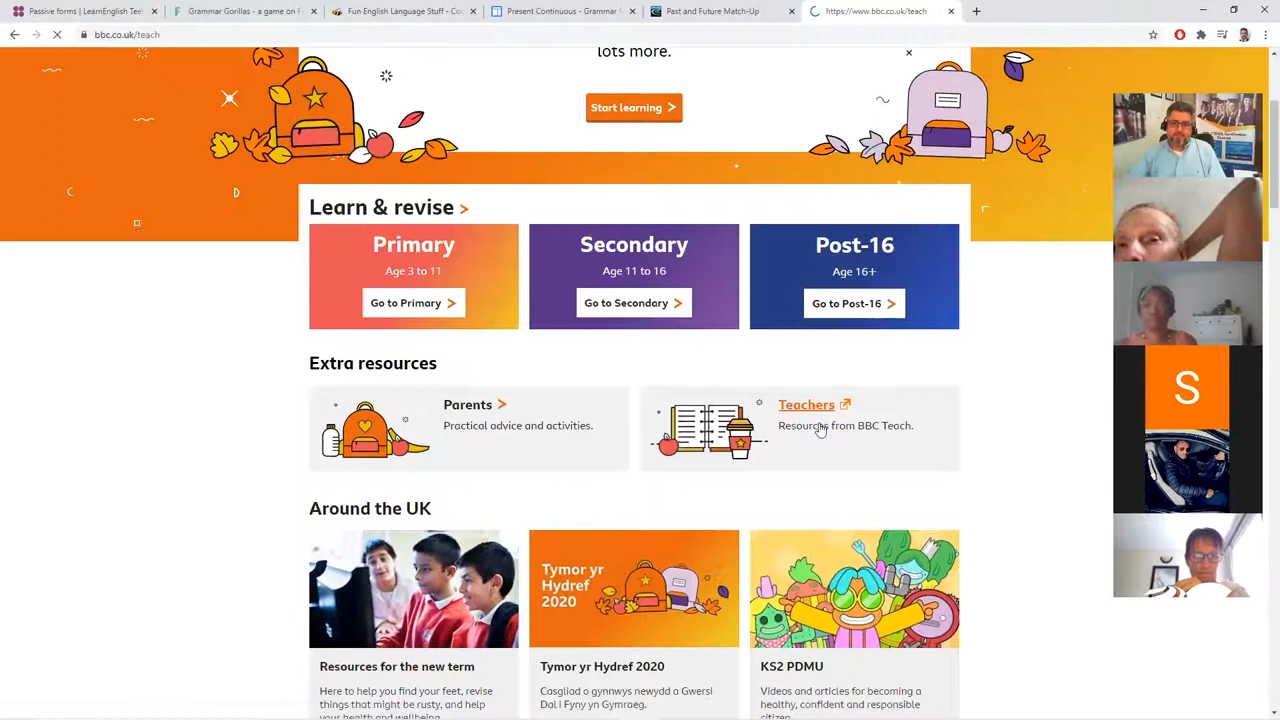 Passive forms | LearnEnglish Tee
Grammar Gorillas - a game on F
Fun English Language Stuff - Co
Present Continuous - Grammar
Past and Future Match-Up
https://www.bbc.co.uk/teach
bbc.co.uk/teach
lots more.
Start learning
Learn & revise
Primary
Age 3 to 11
Go to Primary
Secondary
Age 11 to 16
Go to Secondary
Post-16
Age 16+
Go to Post-16
Extra resources
Parents
Practical advice and activities.
Teachers
Resources from BBC Teach.
Around the UK
Tymor yr
Hydref
2020
Resources for the new term
Here to help you find your feet, revise
things that might be rusty, and help
your health and wellbeing.
Tymor yr Hydref 2020
Casgliad o gynnwys newydd a Gwersi
Dal i Fyny yn Gymraeg.
KS2 PDMU
Videos and articles for becoming a
healthy, confident and responsible
citizen.
S